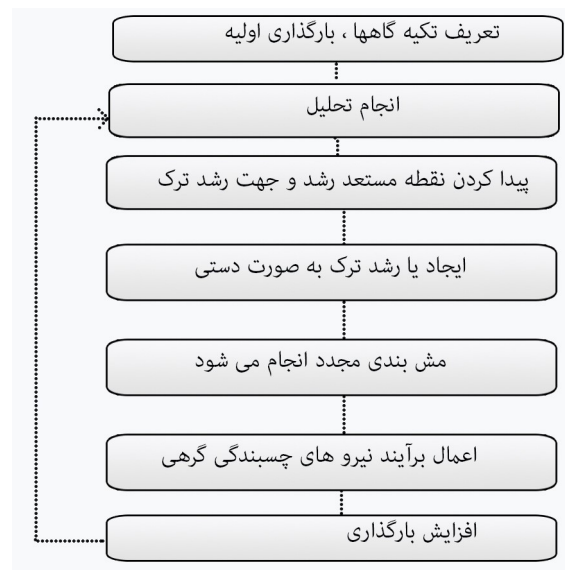 تعریف تکیه گاهها ، بارگذاری اولیه
انجام تحلیل
پیدا کردن نقطه مستعد رشد و جهت رشد ترک
ایجاد یا رشد ترک به صورت دستی
مش بندی مجدد انجام می شود
اعمال برآیند نیرو های چسبندگی گرهی
افزایش بارگذاری